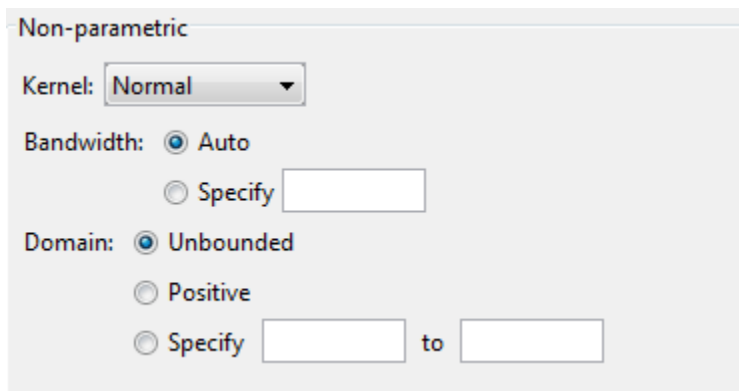 Non-parametric
Kernel: Normal
Bandwidth: Auto
Specify
Domain: Unbounded
Positive
Specify to